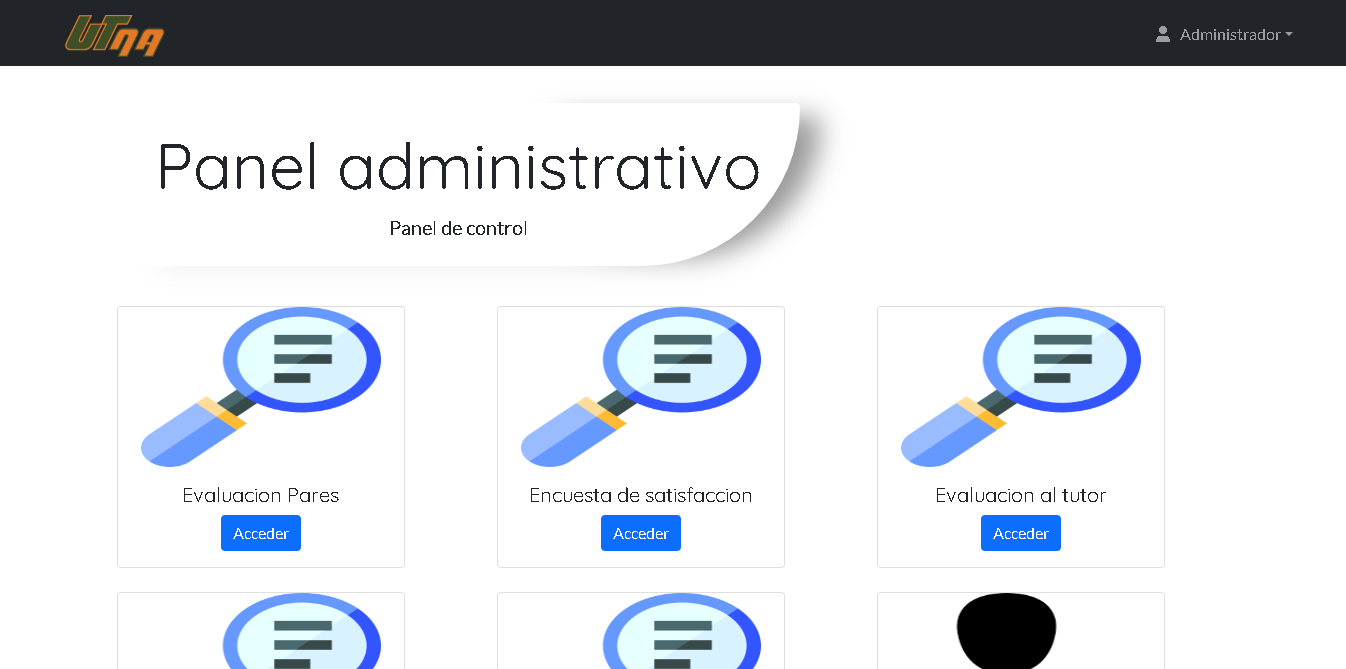 UTna
Administrador
Panel administrativo
Panel de control
Evaluacion Pares
Encuesta de satisfaccion
Evaluacion al tutor
Acceder
Acceder
Acceder